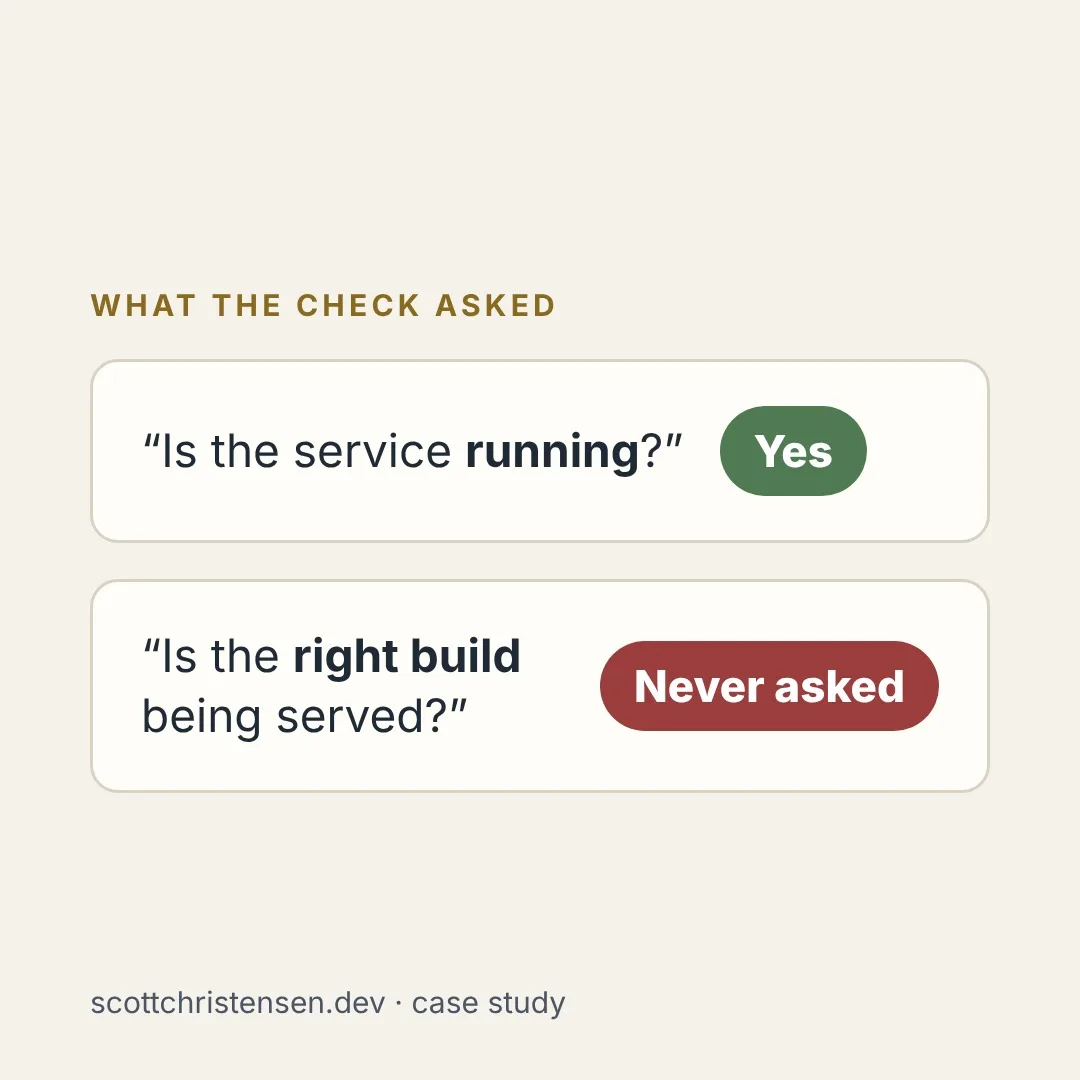 WHAT THE CHECK ASKED
“Is the service running?”
Yes
“Is the right build
being served?”
Never asked
scottchristensen.dev · case study